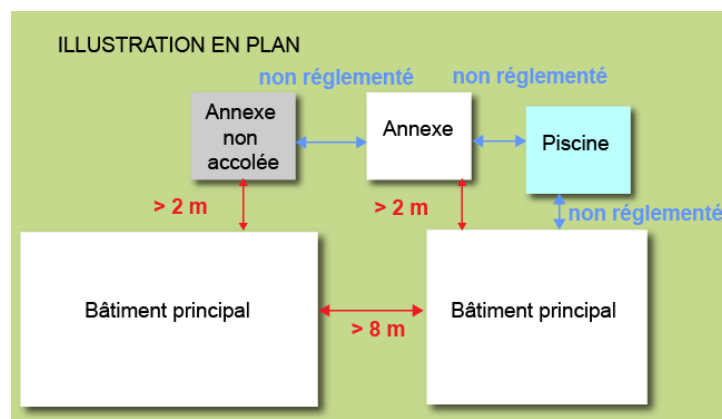 ILLUSTRATION EN PLAN
non réglementé
non réglementé
Annexe
non
accolée
Annexe
Piscine
> 2 m
> 2 m
non réglementé
Bâtiment principal
> 8 m
Bâtiment principal